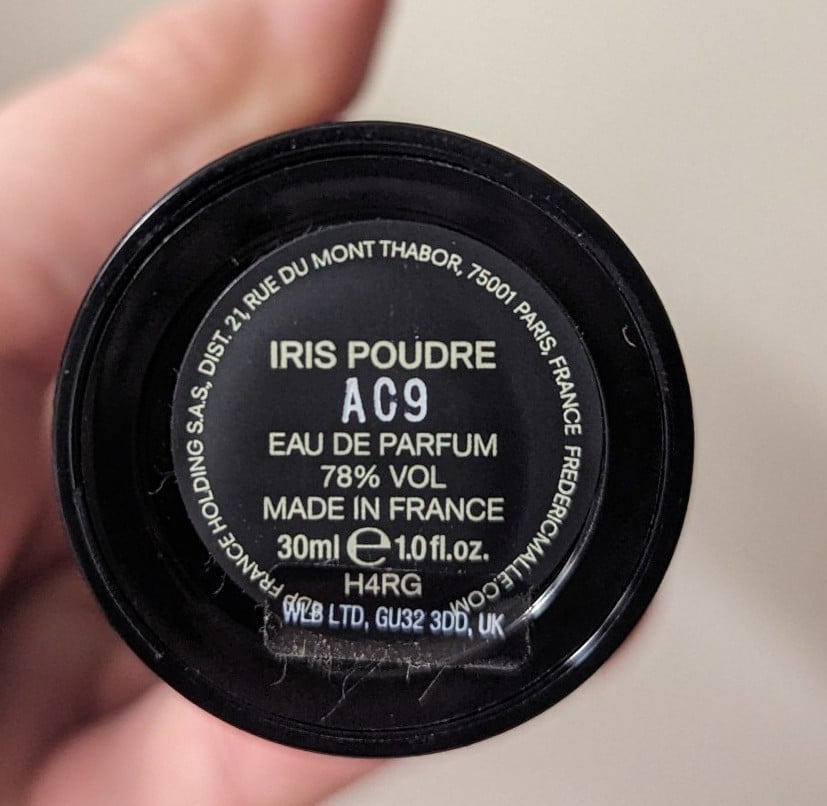 FRANCE HOLDING S.A.S., DIST. 21, RUE DU MONT THABOR, 75001 PARIS, FRANCE FREDERICMALLE.COM
IRIS POUDRE
AC9
EAU DE PARFUM
78% VOL
MADE IN FRANCE
30ml e 1.0 fl.oz.
H4RG
WLB LTD, GU32 3DD, UK